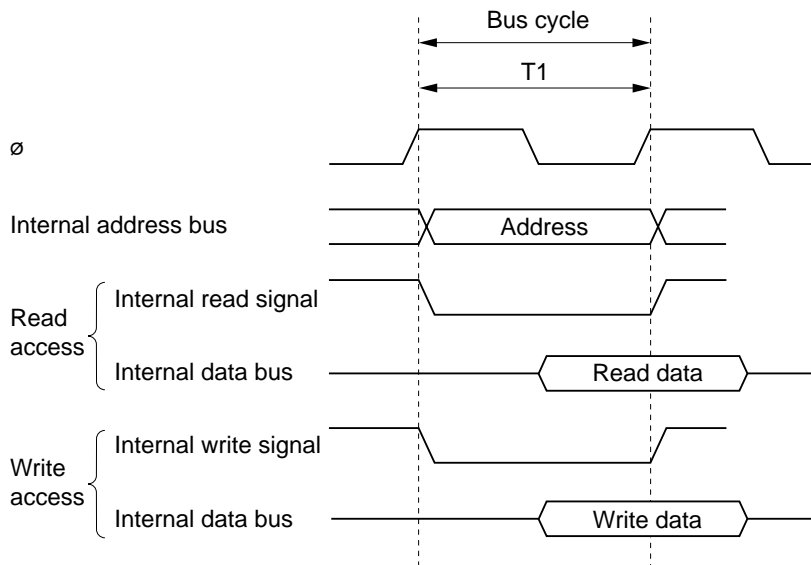 Bus cycle
T1
ø
Internal address bus
Address
Read
access
Internal read signal
Internal data bus
Read data
Write
access
Internal write signal
Internal data bus
Write data